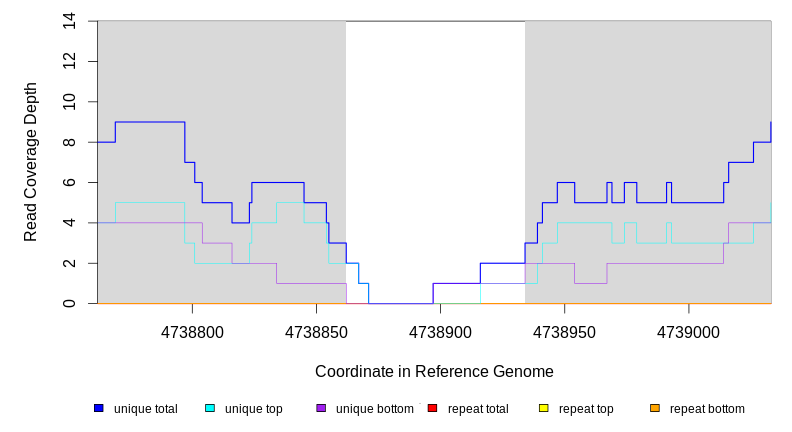 14
12
10
8
6
4
2
0
Read Coverage Depth
4738800 4738850 4738900 4738950 4739000
Coordinate in Reference Genome
unique total unique top unique bottom repeat total repeat top repeat bottom